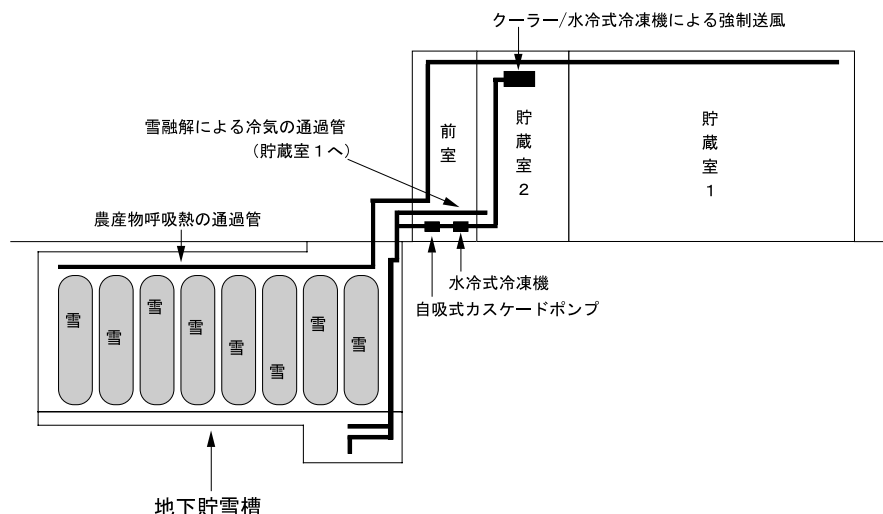 クーラー/水冷式冷凍機による強制送風
雪融解による冷気の通過管
(貯蔵室1へ)
前室
貯蔵室2
貯蔵室1
農産物呼吸熱の通過管
水冷式冷凍機
自吸式カスケードポンプ
雪
雪
雪
雪
雪
雪
雪
雪
地下貯雪槽